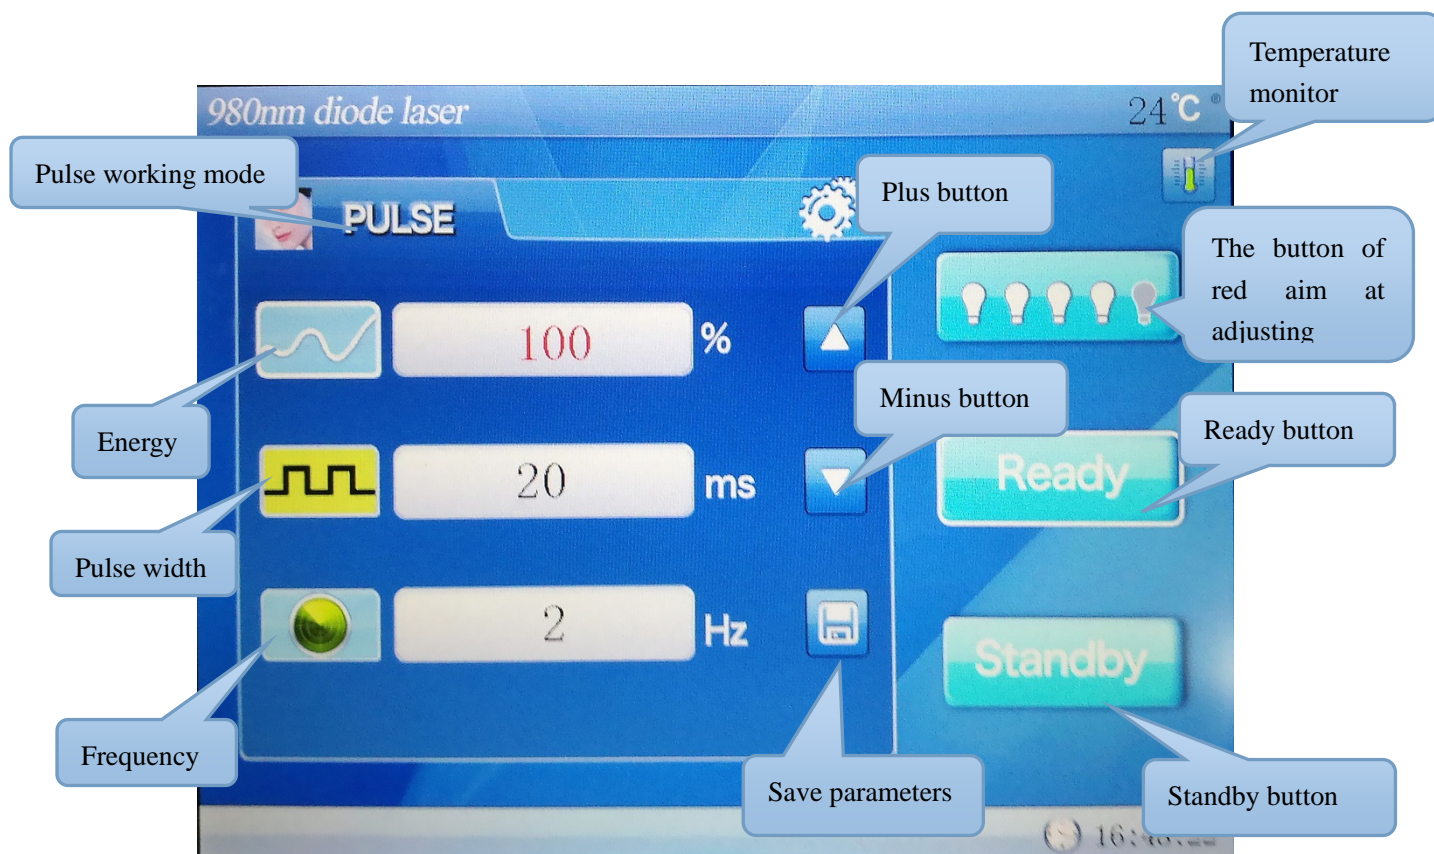 Temperature
monitor
980nm diode laser
24℃
Pulse working mode
PULSE
Plus button
The button of
red aim at
adjusting
100 %
Energy
Minus button
Ready button
20 ms
Ready
Pulse width
2 Hz
Standby
Frequency
Save parameters
Standby button